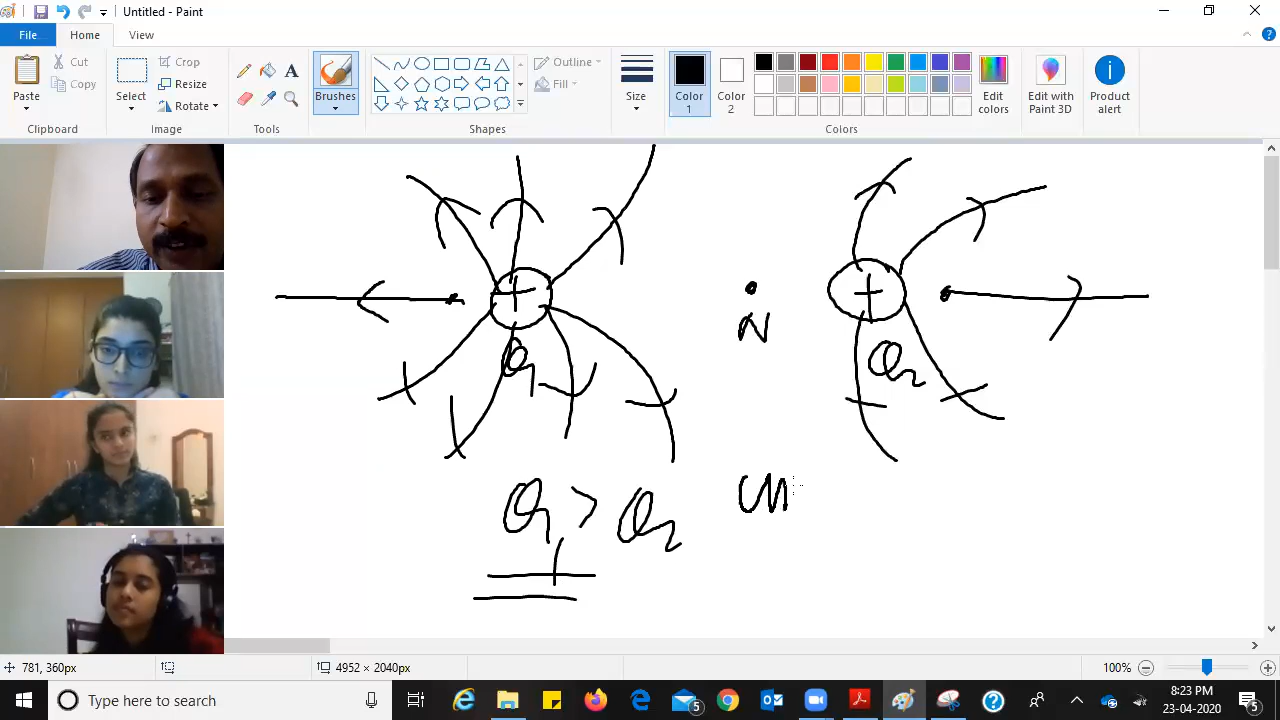 Untitled - Paint
File Home View
Cut
Copy
Paste
Clipboard
Crop
Resize
Rotate
Select
Image
Tools
Brushes
Outline
Fill
Shapes
Size
Color 1
Color 2
Edit colors
Colors
Edit with Paint 3D
Product alert
+ +
N
Q1 Q2
Q1 > Q2
781, 360px 4952 × 2040px 100%
Type here to search
5
8:23 PM
23-04-2020